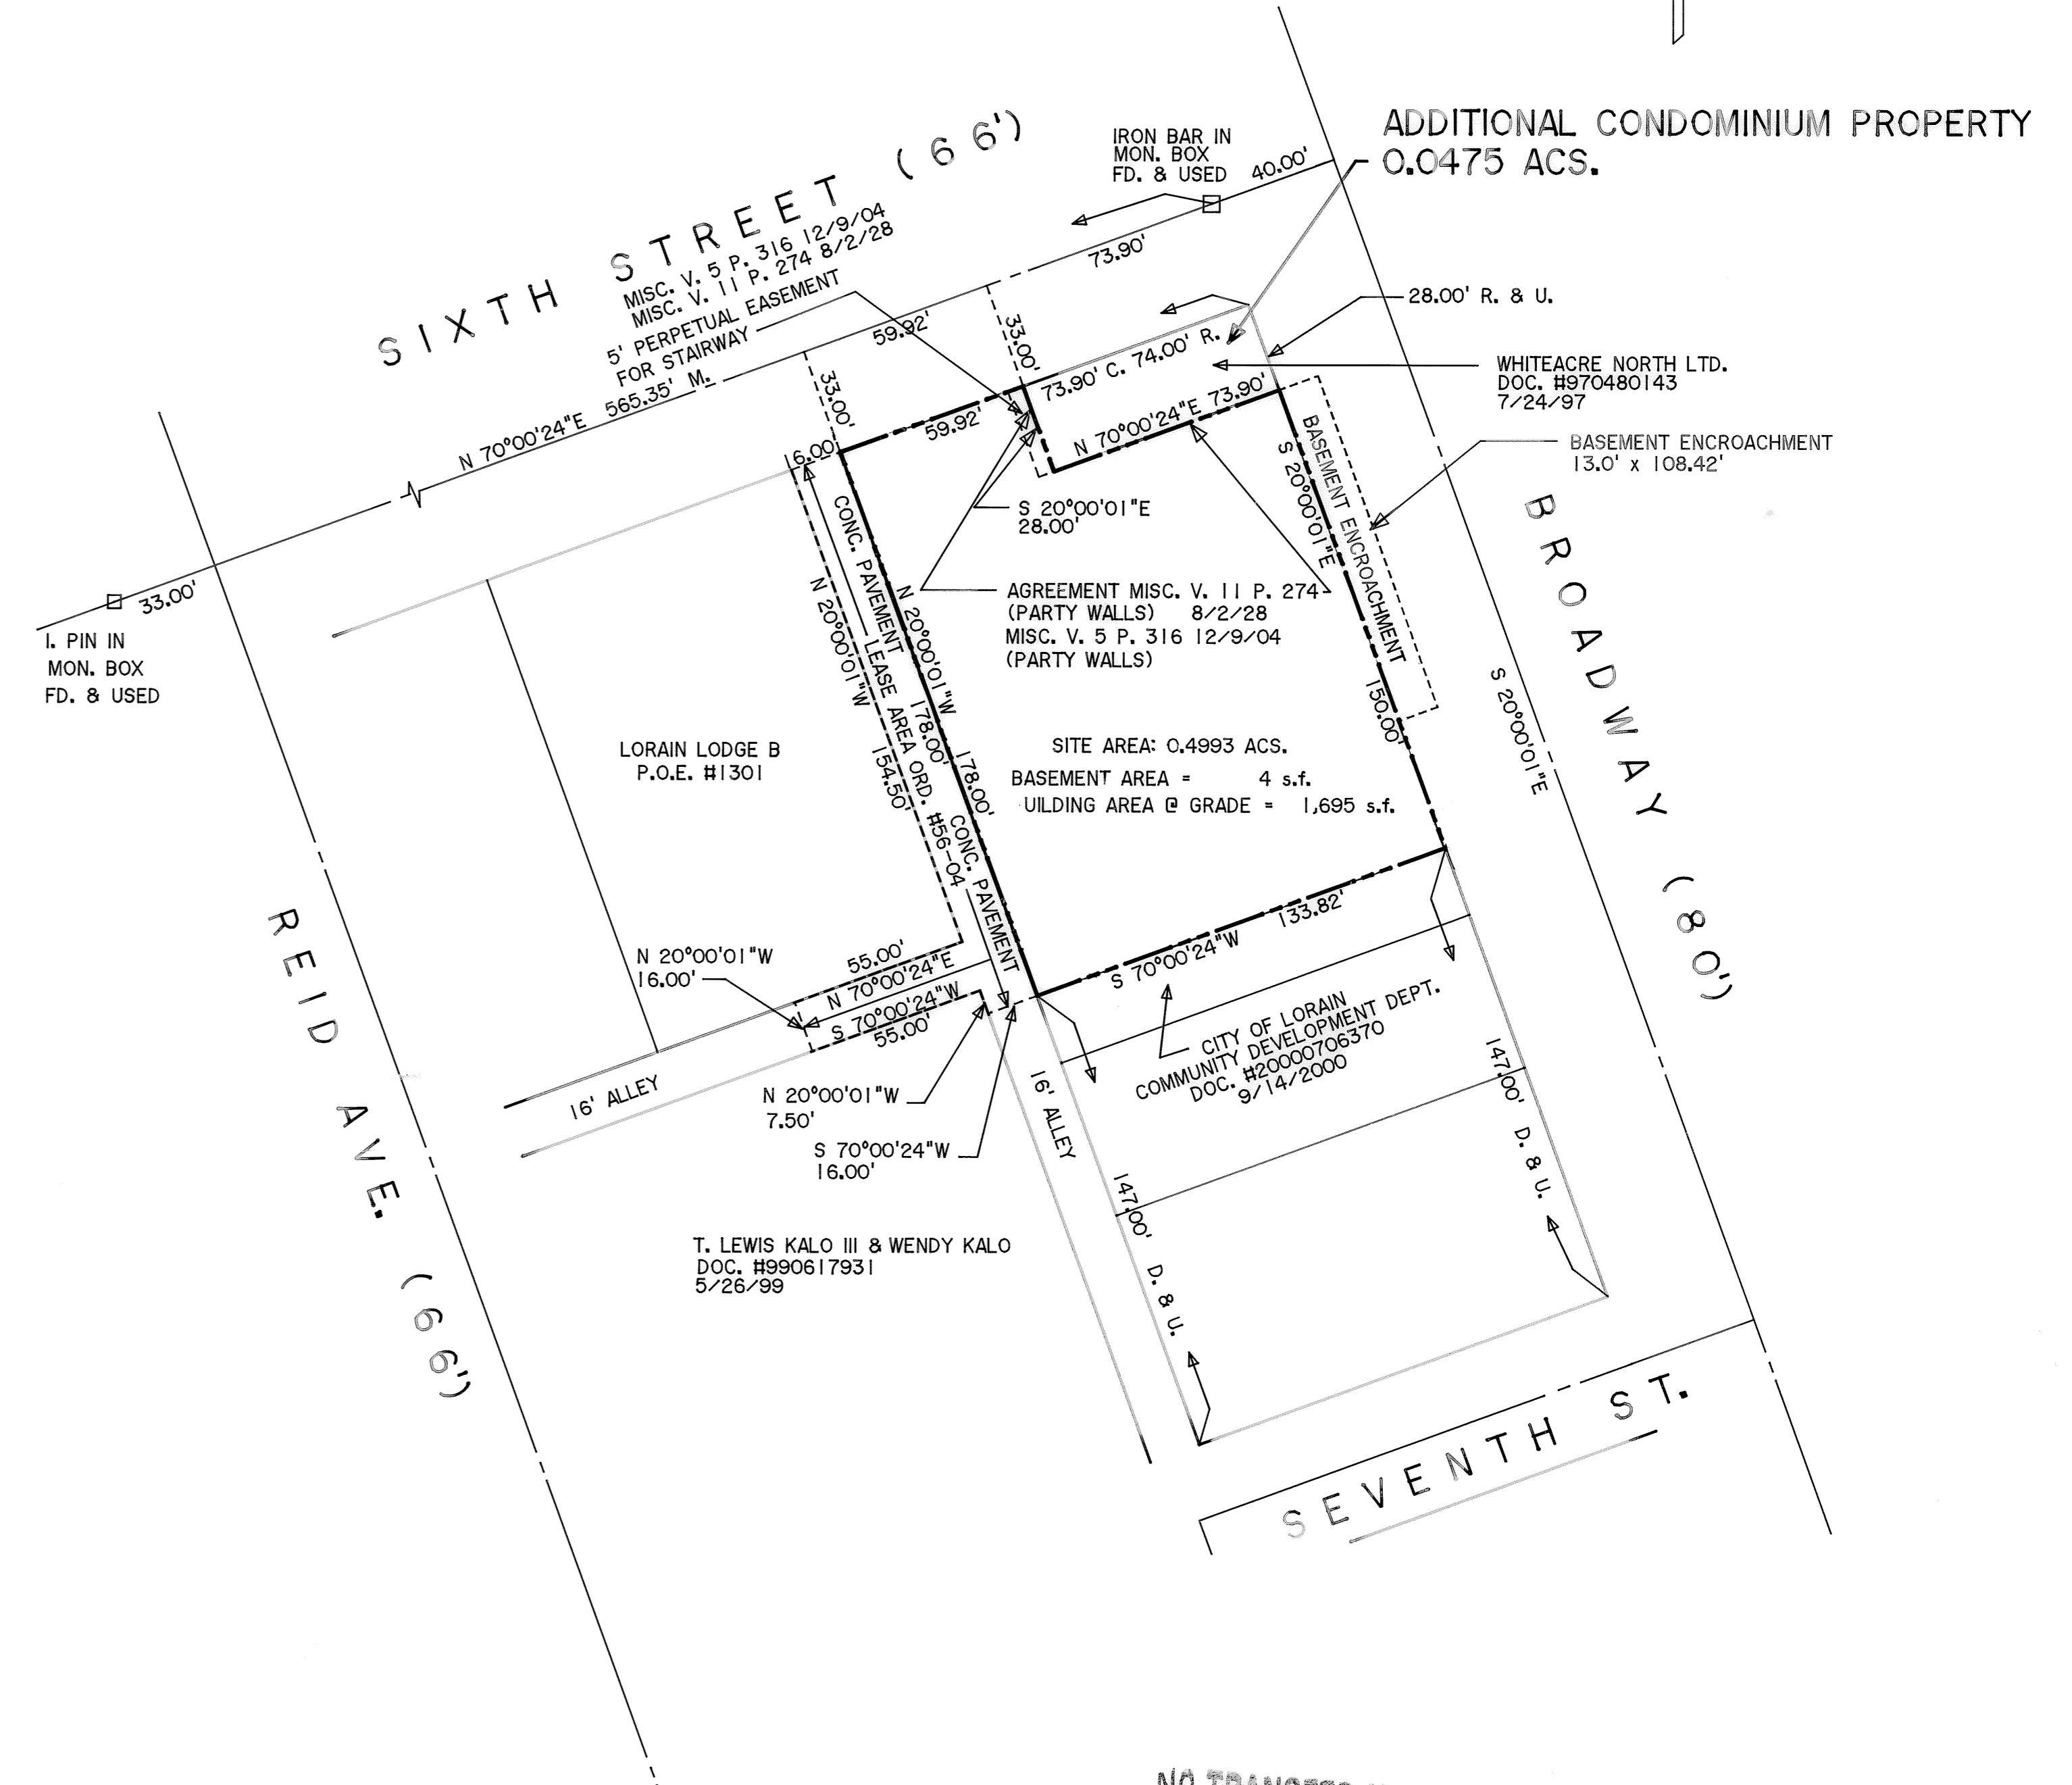 ADDITIONAL CONDOMINIUM PROPERTY
0.0475 ACS.
SIXTH STREET (66')
IRON BAR IN
MON. BOX
FD. & USED
40.00'
73.90'
MISC. V. 5 P. 316 12/9/04
MISC. V. 11 P. 274 8/2/28
5' PERPETUAL EASEMENT
FOR STAIRWAY
59.92'
33.00'
33.00'
28.00' R. & U.
73.90' C. 74.00' R.
WHITEACRE NORTH LTD.
DOC. #970480143
7/24/97
N 70°00'24"E 565.35' M.
59.92'
N 70°00'24"E 73.90'
16.00'
BASEMENT ENCROACHMENT
13.0' x 108.42'
BASEMENT ENCROACHMENT
S 20°00'01"E
150.00'
S 20°00'01"E
28.00'
33.00'
I. PIN IN
MON. BOX
FD. & USED
AGREEMENT MISC. V. 11 P. 274
(PARTY WALLS) 8/2/28
MISC. V. 5 P. 316 12/9/04
(PARTY WALLS)
CONC. PAVEMENT
N 20°00'01"W
178.00'
178.00'
LEASE AREA ORD. #56-04
N 20°00'01"W
154.50'
CONC. PAVEMENT
LORAIN LODGE B
P.O.E. #1301
SITE AREA: 0.4993 ACS.
BASEMENT AREA = 4 s.f.
UILDING AREA @ GRADE = 1,695 s.f.
BROADWAY (80')
S 20°00'01"E
133.82'
S 70°00'24"W
REID AVE. (66')
N 20°00'01"W
16.00'
55.00'
N 70°00'24"E
S 70°00'24"W
55.00'
CITY OF LORAIN
COMMUNITY DEVELOPMENT DEPT.
DOC. #20000706370
9/14/2000
16' ALLEY
N 20°00'01"W
7.50'
S 70°00'24"W
16.00'
16' ALLEY
147.00' D. & U.
147.00' D. & U.
T. LEWIS KALO III & WENDY KALO
DOC. #990617931
5/26/99
SEVENTH ST.
NO TRANSFER